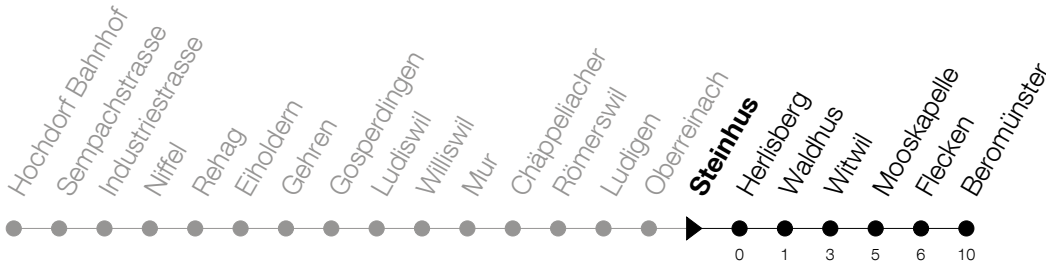 Hochdorf Bahnhof
Sempachstrasse
Industriestrasse
Niffel
Rehag
Eiholdern
Gehren
Gosperdingen
Ludiswil
Williswil
Mur
Chäppeliacher
Römerswil
Ludigen
Oberreinach
Steinhus
Herlisberg
Waldhus
Witwil
Mooskapelle
Flecken
Beromünster
0 1 3 5 6 10